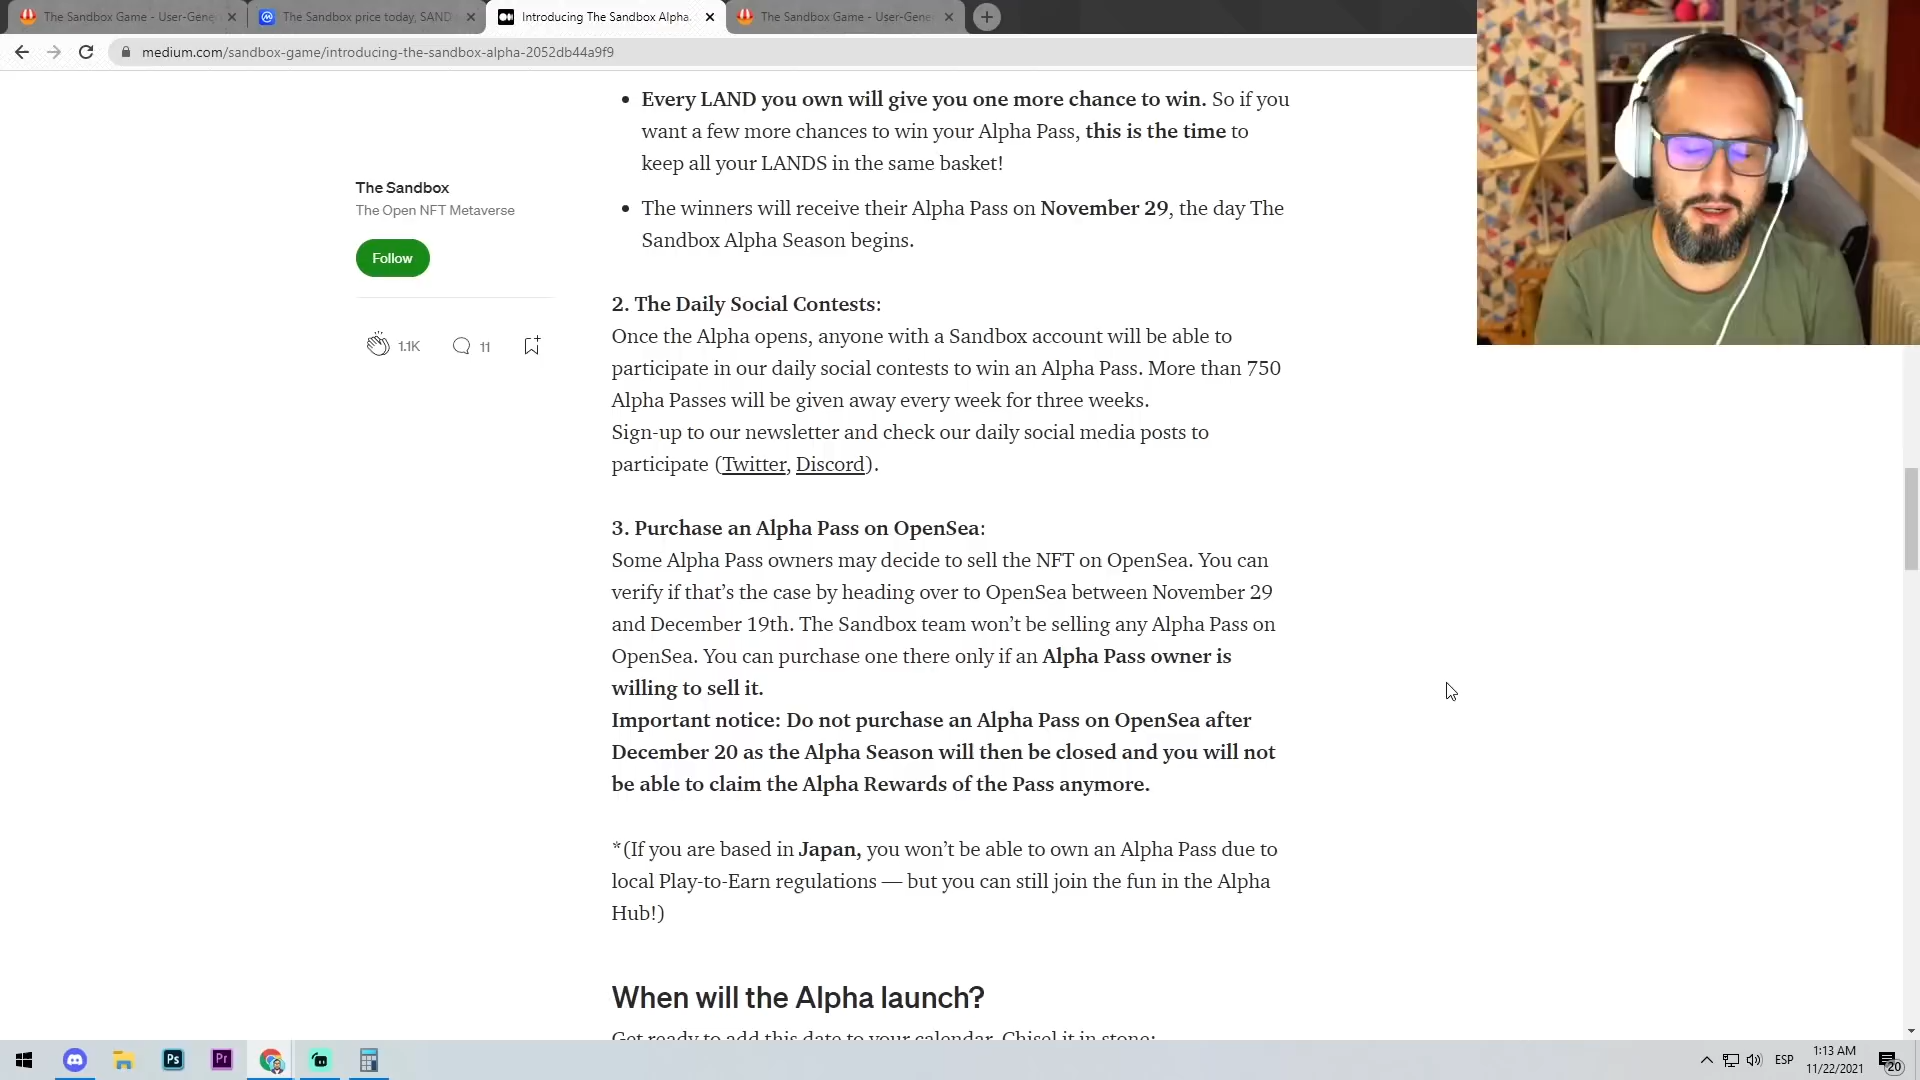 The Sandbox Game - User-Gene
The Sandbox price today, SAND
Introducing The Sandbox Alpha.
The Sandbox Game - User-Gene
medium.com/sandbox-game/introducing-the-sandbox-alpha-2052db44a9f9
The Sandbox
The Open NFT Metaverse
Follow
1.1K
11
• Every LAND you own will give you one more chance to win. So if you
want a few more chances to win your Alpha Pass, this is the time to
keep all your LANDS in the same basket!
• The winners will receive their Alpha Pass on November 29, the day The
Sandbox Alpha Season begins.
2. The Daily Social Contests:
Once the Alpha opens, anyone with a Sandbox account will be able to
participate in our daily social contests to win an Alpha Pass. More than 750
Alpha Passes will be given away every week for three weeks.
Sign-up to our newsletter and check our daily social media posts to
participate (Twitter, Discord).
3. Purchase an Alpha Pass on OpenSea:
Some Alpha Pass owners may decide to sell the NFT on OpenSea. You can
verify if that’s the case by heading over to OpenSea between November 29
and December 19th. The Sandbox team won’t be selling any Alpha Pass on
OpenSea. You can purchase one there only if an Alpha Pass owner is
willing to sell it.
Important notice: Do not purchase an Alpha Pass on OpenSea after
December 20 as the Alpha Season will then be closed and you will not
be able to claim the Alpha Rewards of the Pass anymore.
*(If you are based in Japan, you won’t be able to own an Alpha Pass due to
local Play-to-Earn regulations — but you can still join the fun in the Alpha
Hub!)
When will the Alpha launch?
Get ready to add this date to your calendar. Chisel it in stone:
Ps
Pr
ESP
1:13 AM
11/22/2021
20